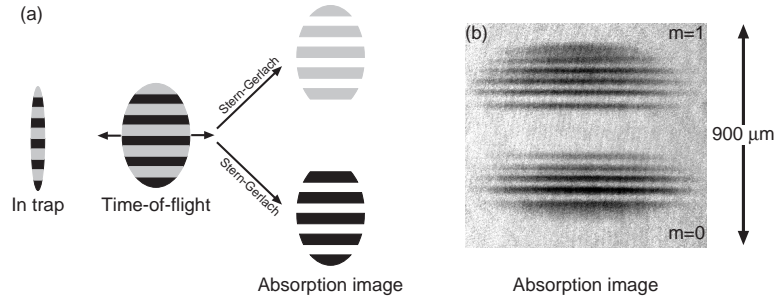 (a)
In trap
Time-of-flight
Stern-Gerlach
Stern-Gerlach
Absorption image
(b)
m=1
m=0
900 µm
Absorption image